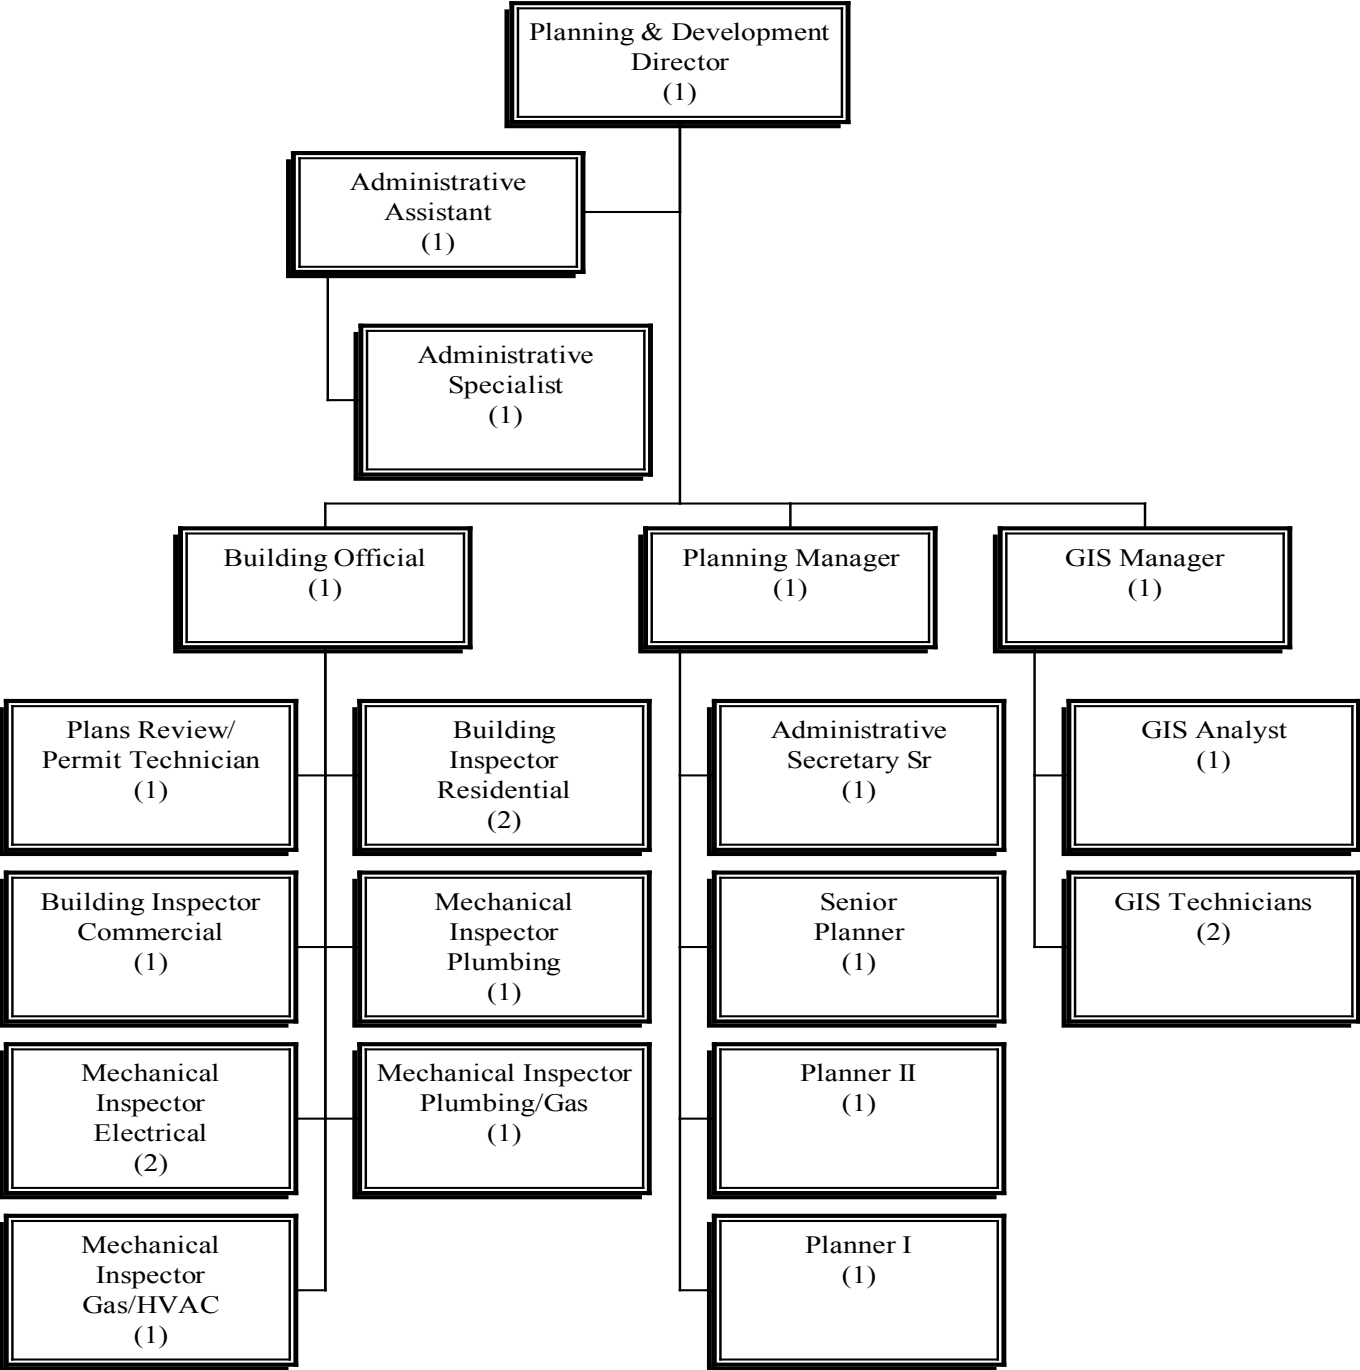 Planning & Development
Director
(1)
Administrative
Assistant
(1)
Administrative
Specialist
(1)
Building Official
(1)
Planning Manager
(1)
GIS Manager
(1)
Plans Review/
Permit Technician
(1)
Building
Inspector
Residential
(2)
Administrative
Secretary Sr
(1)
GIS Analyst
(1)
Building Inspector
Commercial
(1)
Mechanical
Inspector
Plumbing
(1)
Senior
Planner
(1)
GIS Technicians
(2)
Mechanical
Inspector
Electrical
(2)
Mechanical Inspector
Plumbing/Gas
(1)
Planner II
(1)
Mechanical
Inspector
Gas/HVAC
(1)
Planner I
(1)